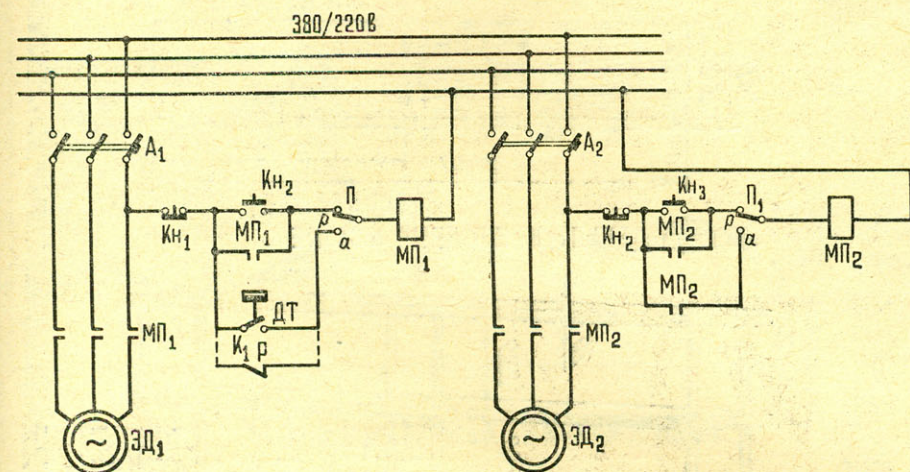 380/220В
А₁
Кн₂
П
Кн₁
МП₁
р
а
МП₁
ДТ
К₁ Р
МП₁
ЭД₁
А₂
Кн₃
П₁
Кн₂
МП₂
р
а
МП₂
МП₂
МП₂
ЭД₂